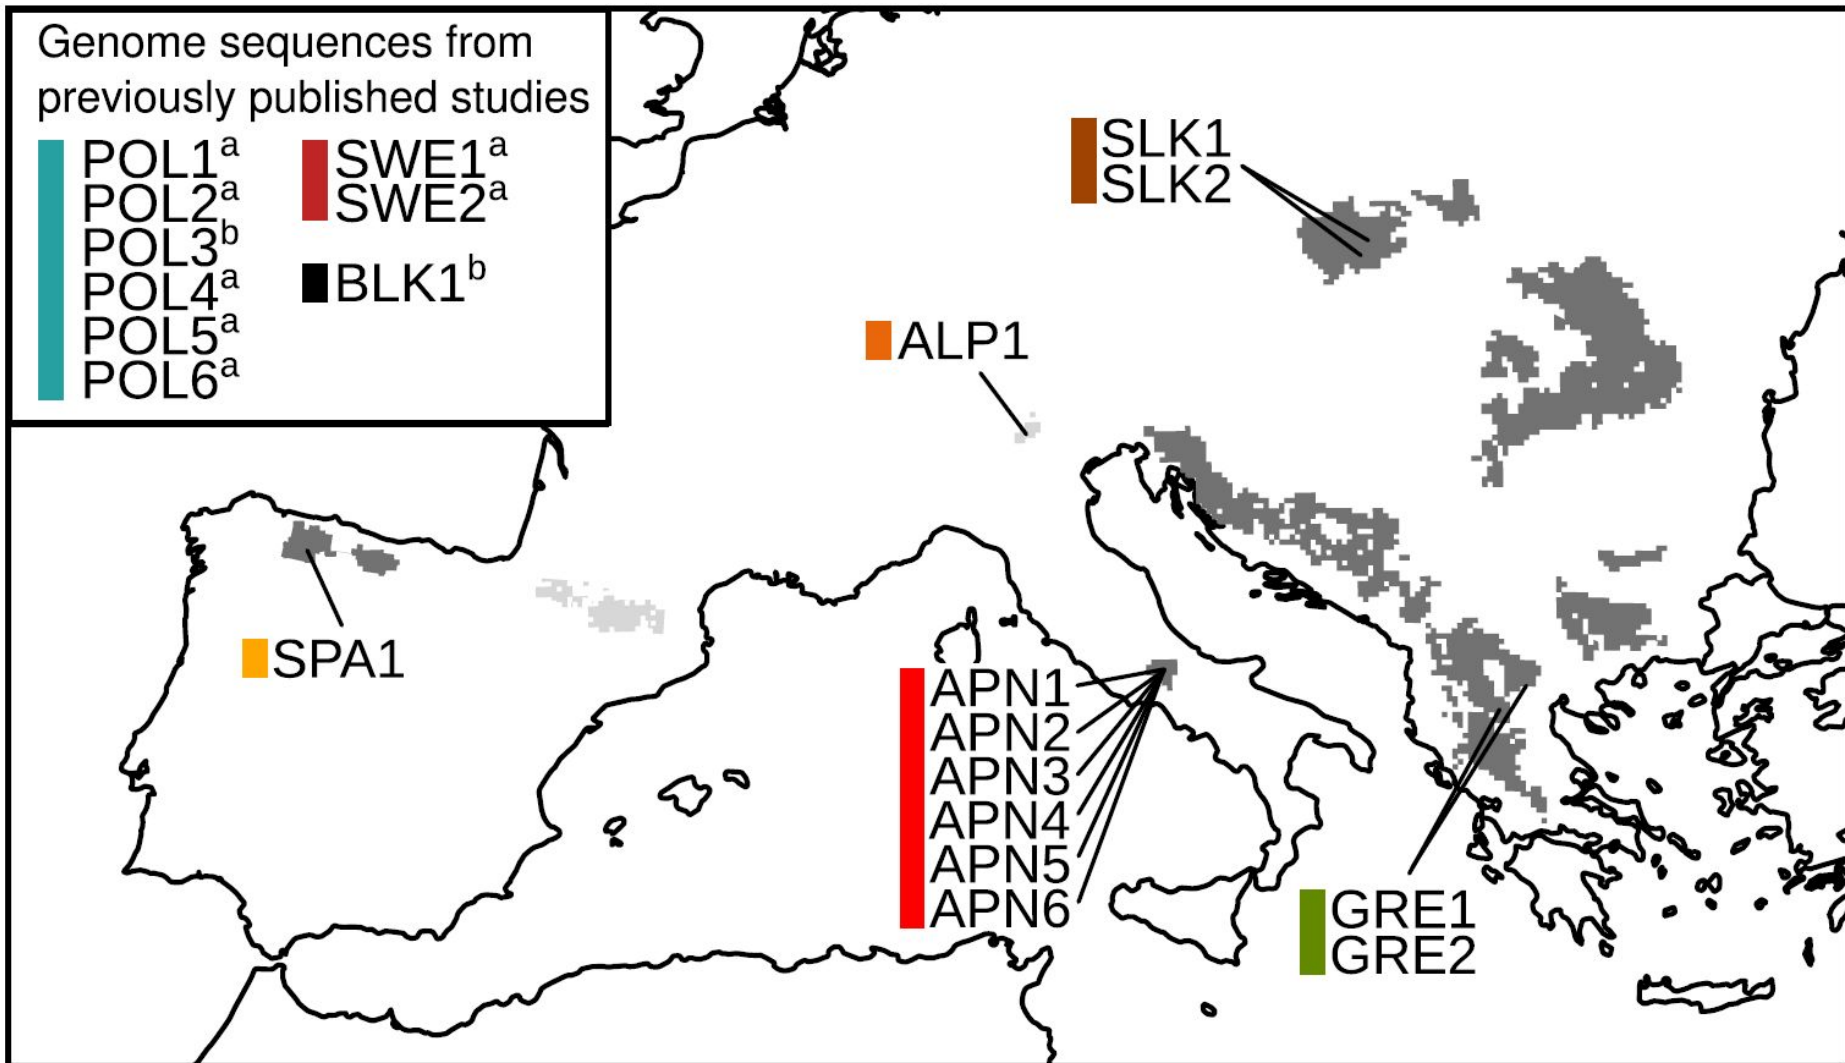 Genome sequences from
previously published studies
POL1ᵃ
POL2ᵃ
POL3ᵇ
POL4ᵃ
POL5ᵃ
POL6ᵃ
SWE1ᵃ
SWE2ᵃ
BLK1ᵇ
SLK1
SLK2
ALP1
SPA1
APN1
APN2
APN3
APN4
APN5
APN6
GRE1
GRE2